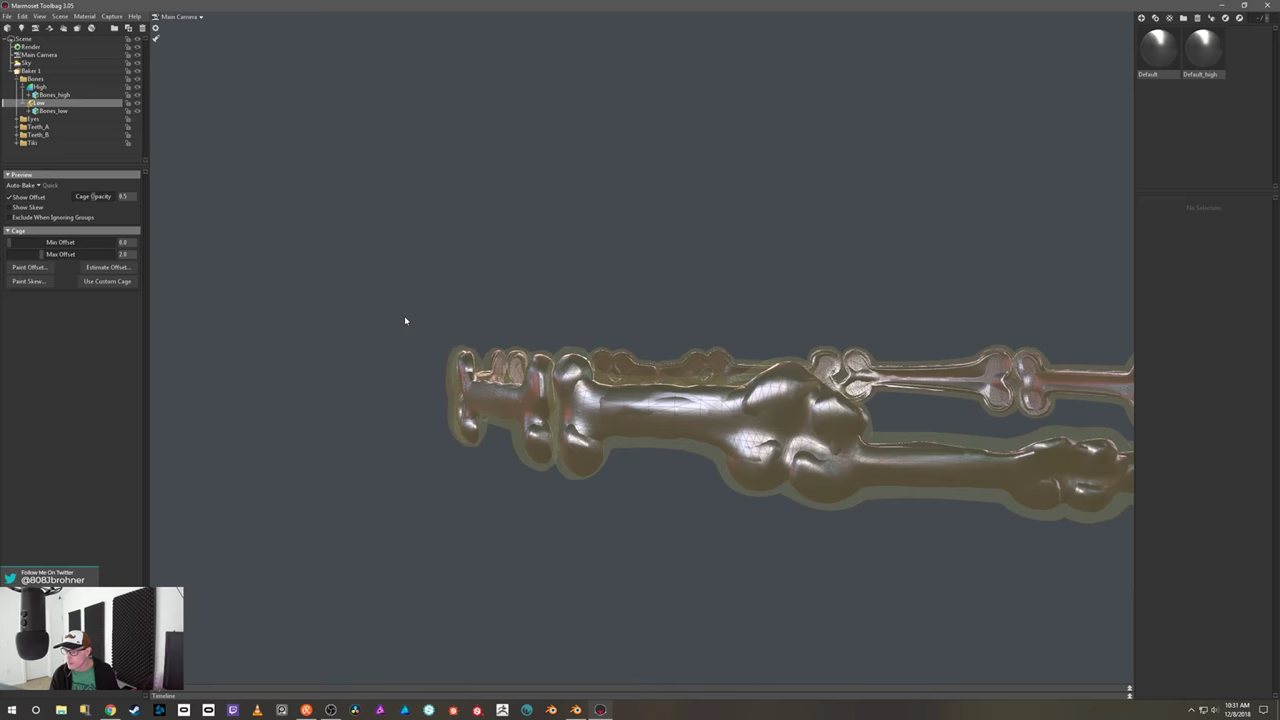 Marmoset Toolbag 3.05
File Edit View Scene Material Capture Help
Main Camera
Scene
Render
Main Camera
Sky
Baker 1
Bones
High
Bones_high
Low
Bones_low
Eyes
Teeth_A
Teeth_B
Tiki
Default
Default_high
Preview
Auto-Bake Quick
Show Offset Cage Opacity 0.5
Show Skew
Exclude When Ignoring Groups
Cage
Min Offset 0.0
Max Offset 2.0
Paint Offset... Estimate Offset...
Paint Skew... Use Custom Cage
No Selection
Follow Me On Twitter
@808Jbrohner
Timeline
10:31 AM
12/8/2018